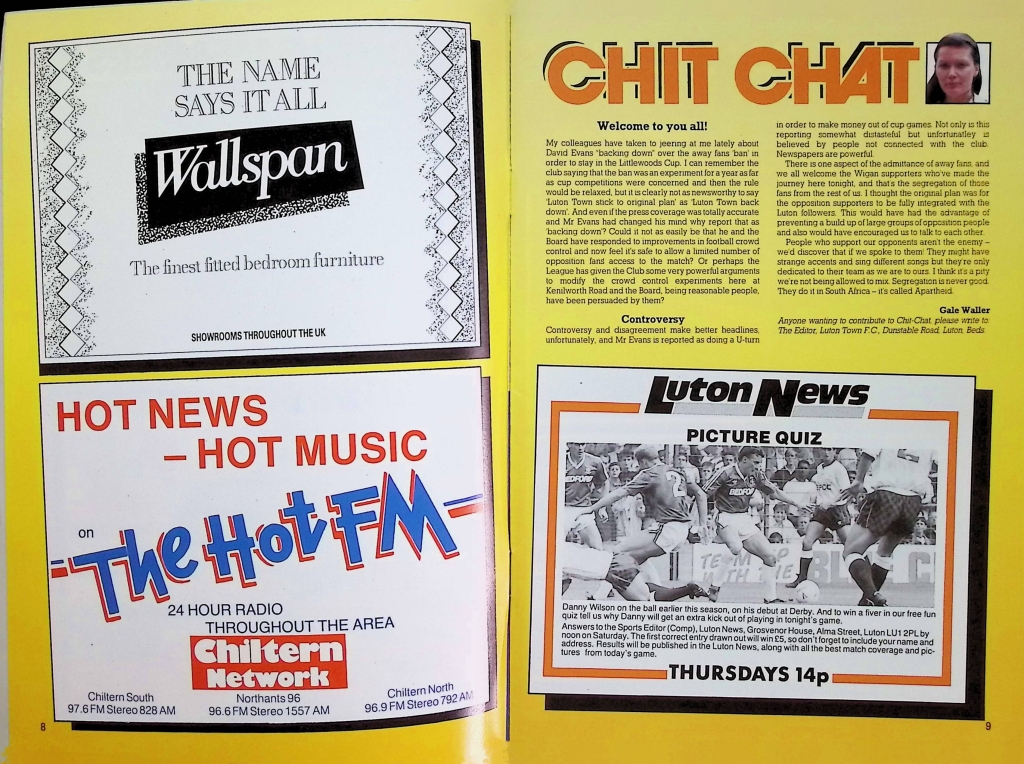 THE NAME
SAYS IT ALL
Wallspan
The finest fitted bedroom furniture
SHOWROOMS THROUGHOUT THE UK
HOT NEWS
– HOT MUSIC
on
The Hot FM
24 HOUR RADIO
THROUGHOUT THE AREA
Chiltern
Network
Chiltern South
97.6 FM Stereo 828 AM
Northants 96
96.6 FM Stereo 1557 AM
Chiltern North
96.9 FM Stereo 792 AM
8
CHIT CHAT
Welcome to you all!
My colleagues have taken to jeering at me lately about
David Evans "backing down" over the away fans 'ban' in
order to stay in the Littlewoods Cup. I can remember the
club saying that the ban was an experiment for a year as far
as cup competitions were concerned and then the rule
would be relaxed, but it is clearly not as newsworthy to say
'Luton Town stick to original plan' as 'Luton Town back
down'. And even if the press coverage was totally accurate
and Mr Evans had changed his mind why report that as
'backing down'? Could it not as easily be that he and the
Board have responded to improvements in football crowd
control and now feel it's safe to allow a limited number of
opposition fans access to the match? Or perhaps the
League has given the Club some very powerful arguments
to modify the crowd control experiments here at
Kenilworth Road and the Board, being reasonable people,
have been persuaded by them?
Controversy
Controversy and disagreement make better headlines,
unfortunately, and Mr Evans is reported as doing a U-turn
in order to make money out of cup games. Not only is this
reporting somewhat distasteful but unfortunatley is
believed by people not connected with the club.
Newspapers are powerful.
There is one aspect of the admittance of away fans, and
we all welcome the Wigan supporters who've made the
journey here tonight, and that's the segregation of those
fans from the rest of us. I thought the original plan was for
the opposition supporters to be fully integrated with the
Luton followers. This would have had the advantage of
preventing a build up of large groups of opposition people
and also would have encouraged us to talk to each other.
People who support our opponents aren't the enemy –
we'd discover that if we spoke to them! They might have
strange accents and sing different songs but they're only
dedicated to their team as we are to ours. I think it's a pity
we're not being allowed to mix. Segregation is never good.
They do it in South Africa – it's called Apartheid.
Gale Waller
Anyone wanting to contribute to Chit-Chat, please write to:
The Editor, Luton Town F.C., Dunstable Road, Luton, Beds.
Luton News
PICTURE QUIZ
BEDFORD
2
BEDFORD
TEAM UP
WITH THE
BL
C
Danny Wilson on the ball earlier this season, on his debut at Derby. And to win a fiver in our free fun
quiz tell us why Danny will get an extra kick out of playing in tonight's game.
Answers to the Sports Editor (Comp), Luton News, Grosvenor House, Alma Street, Luton LU1 2PL by
noon on Saturday. The first correct entry drawn out will win £5, so don't forget to include your name and
address. Results will be published in the Luton News, along with all the best match coverage and pic-
tures from today's game.
THURSDAYS 14p
9